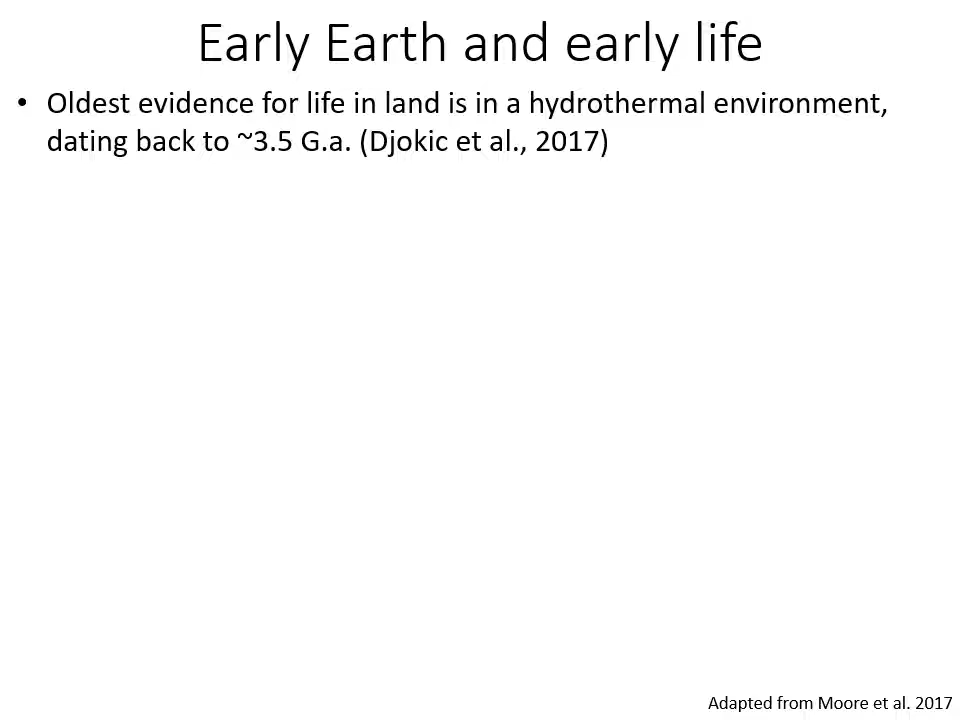 Early Earth and early life
• Oldest evidence for life in land is in a hydrothermal environment,
dating back to ~3.5 G.a. (Djokic et al., 2017)
Adapted from Moore et al. 2017